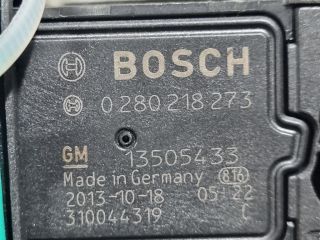 BOSCH
0 280 218 273
GM 13505433
Made in Germany 816
2013-10-18 05:22
310044319 C